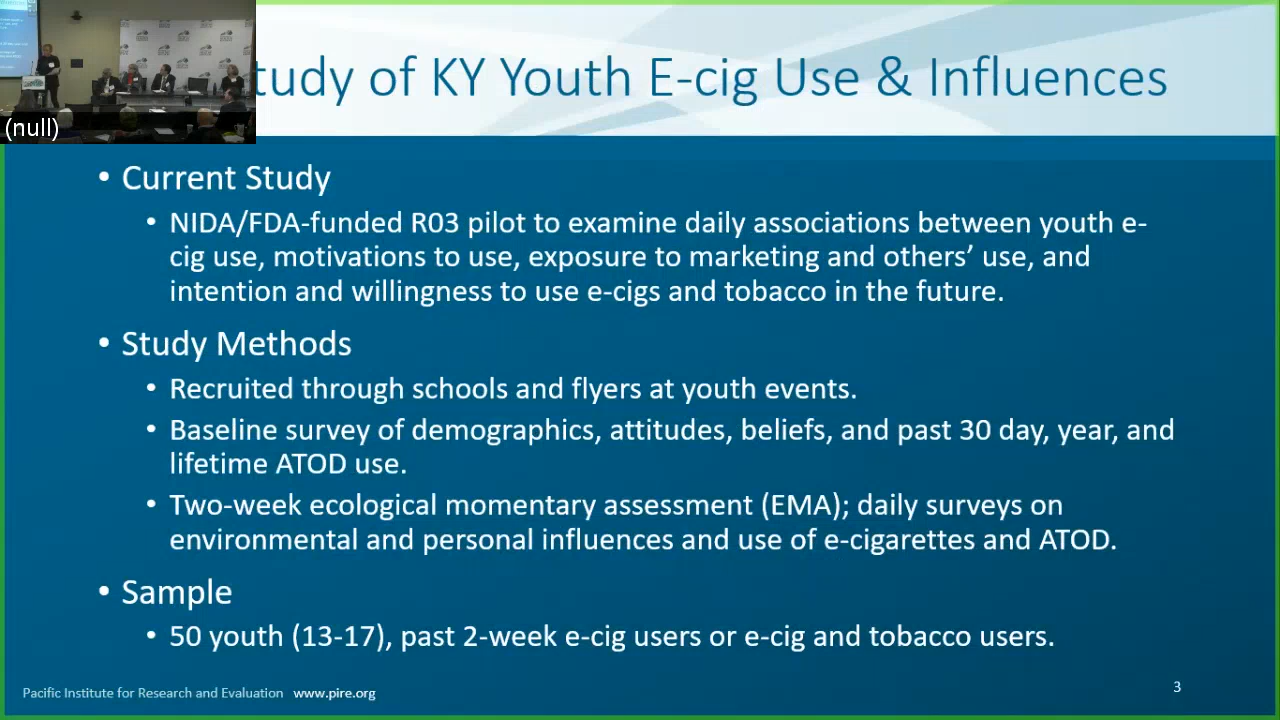 (null)
tudy of KY Youth E-cig Use & Influences
• Current Study
• NIDA/FDA-funded R03 pilot to examine daily associations between youth e-
cig use, motivations to use, exposure to marketing and others’ use, and
intention and willingness to use e-cigs and tobacco in the future.
• Study Methods
• Recruited through schools and flyers at youth events.
• Baseline survey of demographics, attitudes, beliefs, and past 30 day, year, and
lifetime ATOD use.
• Two-week ecological momentary assessment (EMA); daily surveys on
environmental and personal influences and use of e-cigarettes and ATOD.
• Sample
• 50 youth (13-17), past 2-week e-cig users or e-cig and tobacco users.
Pacific Institute for Research and Evaluation www.pire.org
3